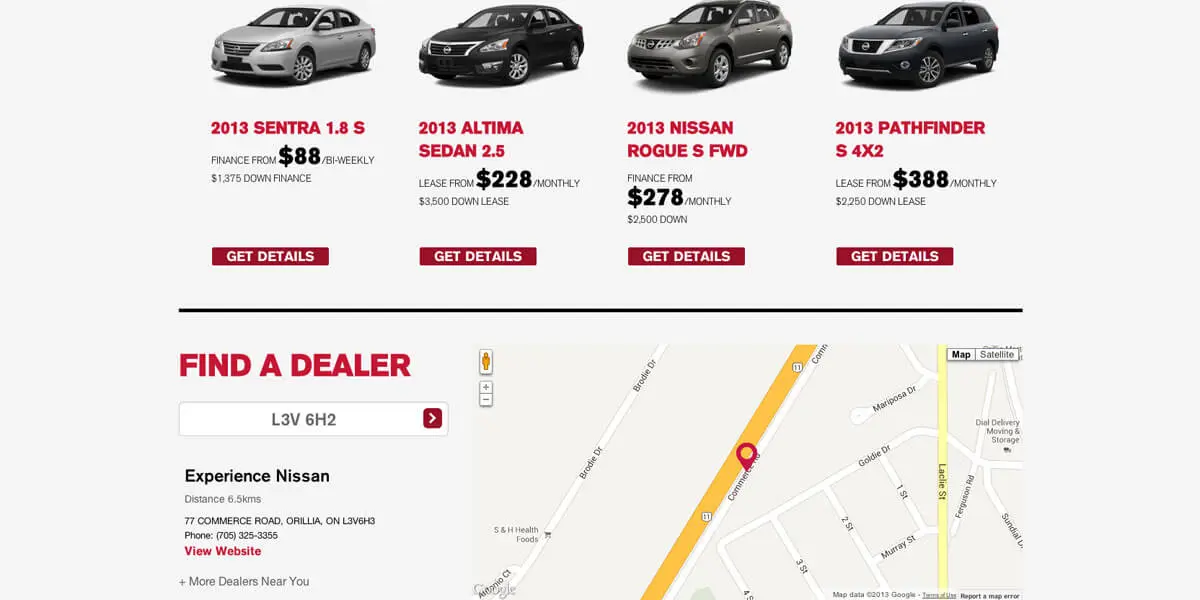 2013 SENTRA 1.8 S
FINANCE FROM $88/BI-WEEKLY
$1,375 DOWN FINANCE
GET DETAILS
2013 ALTIMA
SEDAN 2.5
LEASE FROM $228/MONTHLY
$3,500 DOWN LEASE
GET DETAILS
2013 NISSAN
ROGUE S FWD
FINANCE FROM
$278/MONTHLY
$2,500 DOWN
GET DETAILS
2013 PATHFINDER
S 4X2
LEASE FROM $388/MONTHLY
$2,250 DOWN LEASE
GET DETAILS
FIND A DEALER
L3V 6H2
Experience Nissan
Distance 6.5kms
77 COMMERCE ROAD, ORILLIA, ON L3V6H3
Phone: (705) 325-3355
View Website
+ More Dealers Near You
Map
Satellite
11
Brodie Dr
Mariposa Dr
Dial Delivery
Moving &
Storage
Goldie Dr
Brodie Dr
Laclie St
Ferguson Rd
1 St
11
2 St
Sundial D
S & H Health
Foods
Murray St
3 St
Antonio Ct
4 S
Google
Map data ©2013 Google - Terms of Use
Report a map error